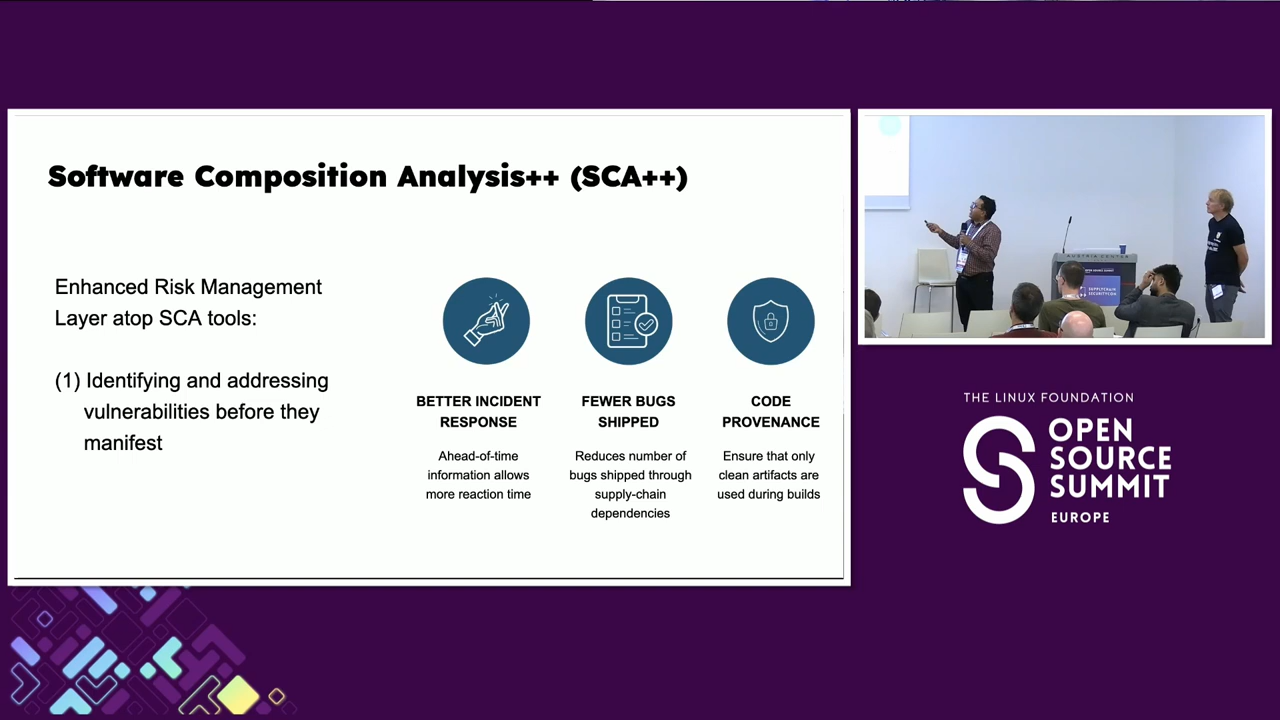 Software Composition Analysis++ (SCA++)
Enhanced Risk Management
Layer atop SCA tools:
(1) Identifying and addressing
vulnerabilities before they
manifest
BETTER INCIDENT
RESPONSE
Ahead-of-time
information allows
more reaction time
FEWER BUGS
SHIPPED
Reduces number of
bugs shipped through
supply-chain
dependencies
CODE
PROVENANCE
Ensure that only
clean artifacts are
used during builds
AUSTRIA CENTER
SUPPLYCHAIN
THE LINUX FOUNDATION
OPEN
SOURCE
SUMMIT
EUROPE